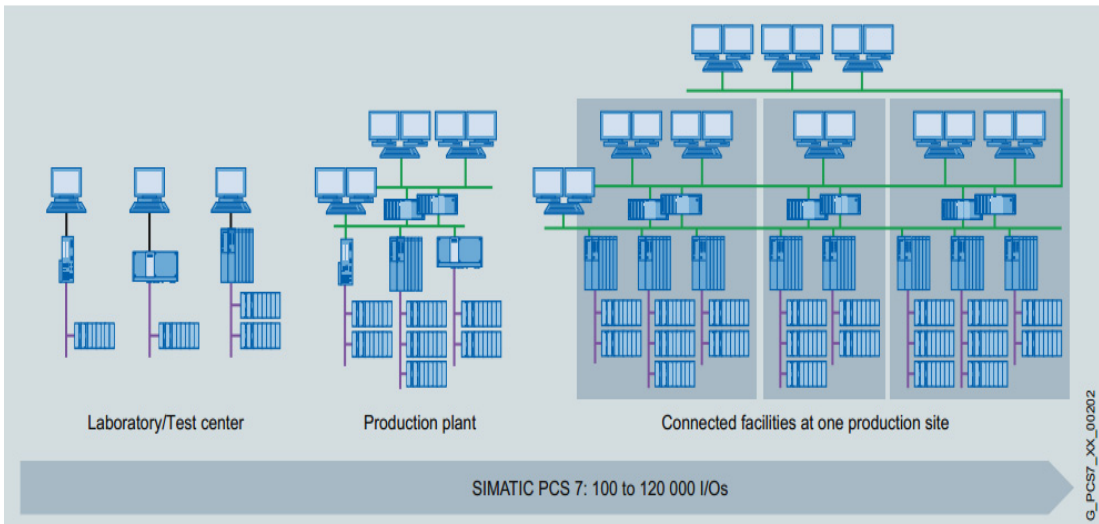 Laboratory/Test center
Production plant
Connected facilities at one production site
SIMATIC PCS 7: 100 to 120 000 I/Os
G_PCS7_XX_00202